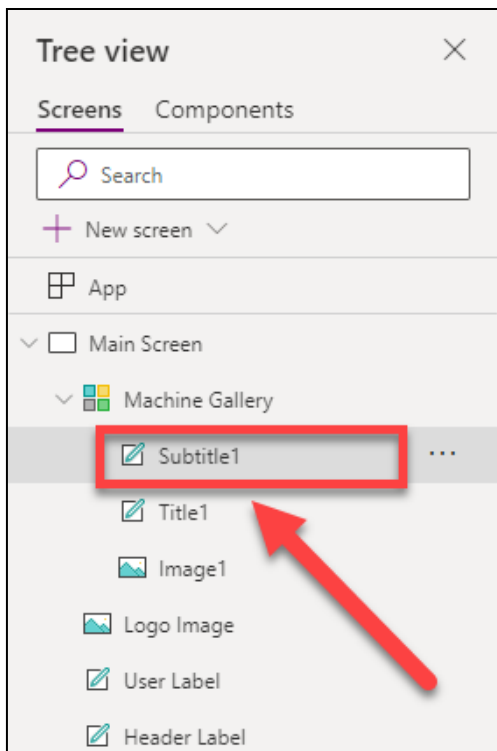 Tree view
Screens Components
Search
New screen
App
Main Screen
Machine Gallery
Subtitle1
Title1
Image1
Logo Image
User Label
Header Label